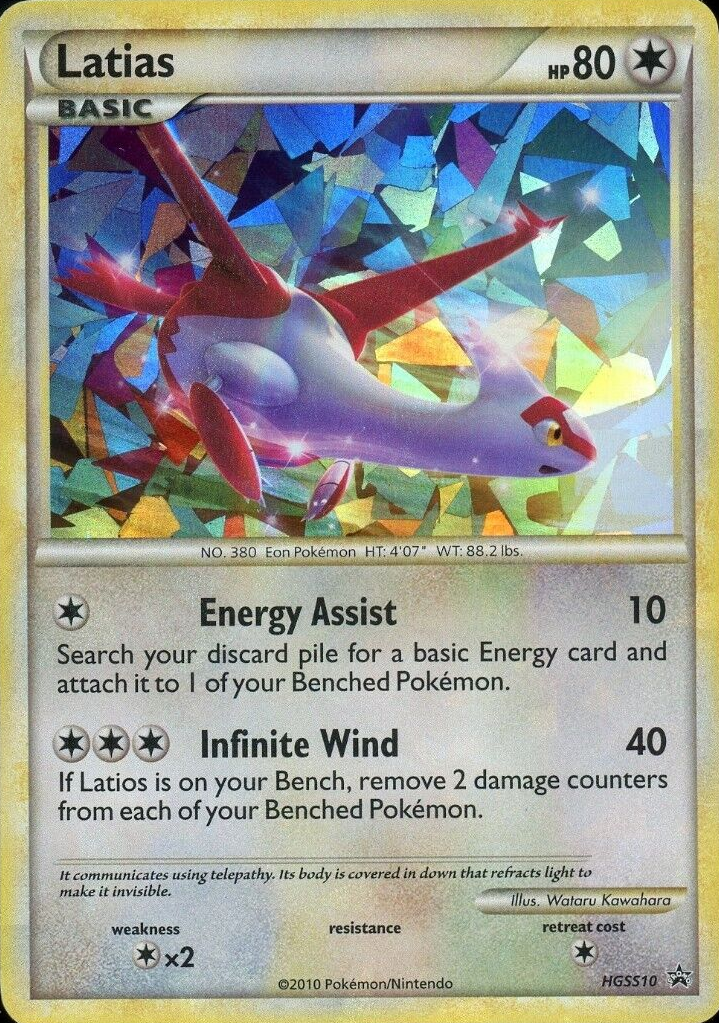 Latias
HP 80
BASIC
NO. 380 Eon Pokémon HT: 4'07" WT: 88.2 lbs.
Energy Assist 10
Search your discard pile for a basic Energy card and
attach it to 1 of your Benched Pokémon.
Infinite Wind 40
If Latios is on your Bench, remove 2 damage counters
from each of your Benched Pokémon.
It communicates using telepathy. Its body is covered in down that refracts light to
make it invisible.
Illus. Wataru Kawahara
weakness resistance retreat cost
×2
©2010 Pokémon/Nintendo
HGSS10